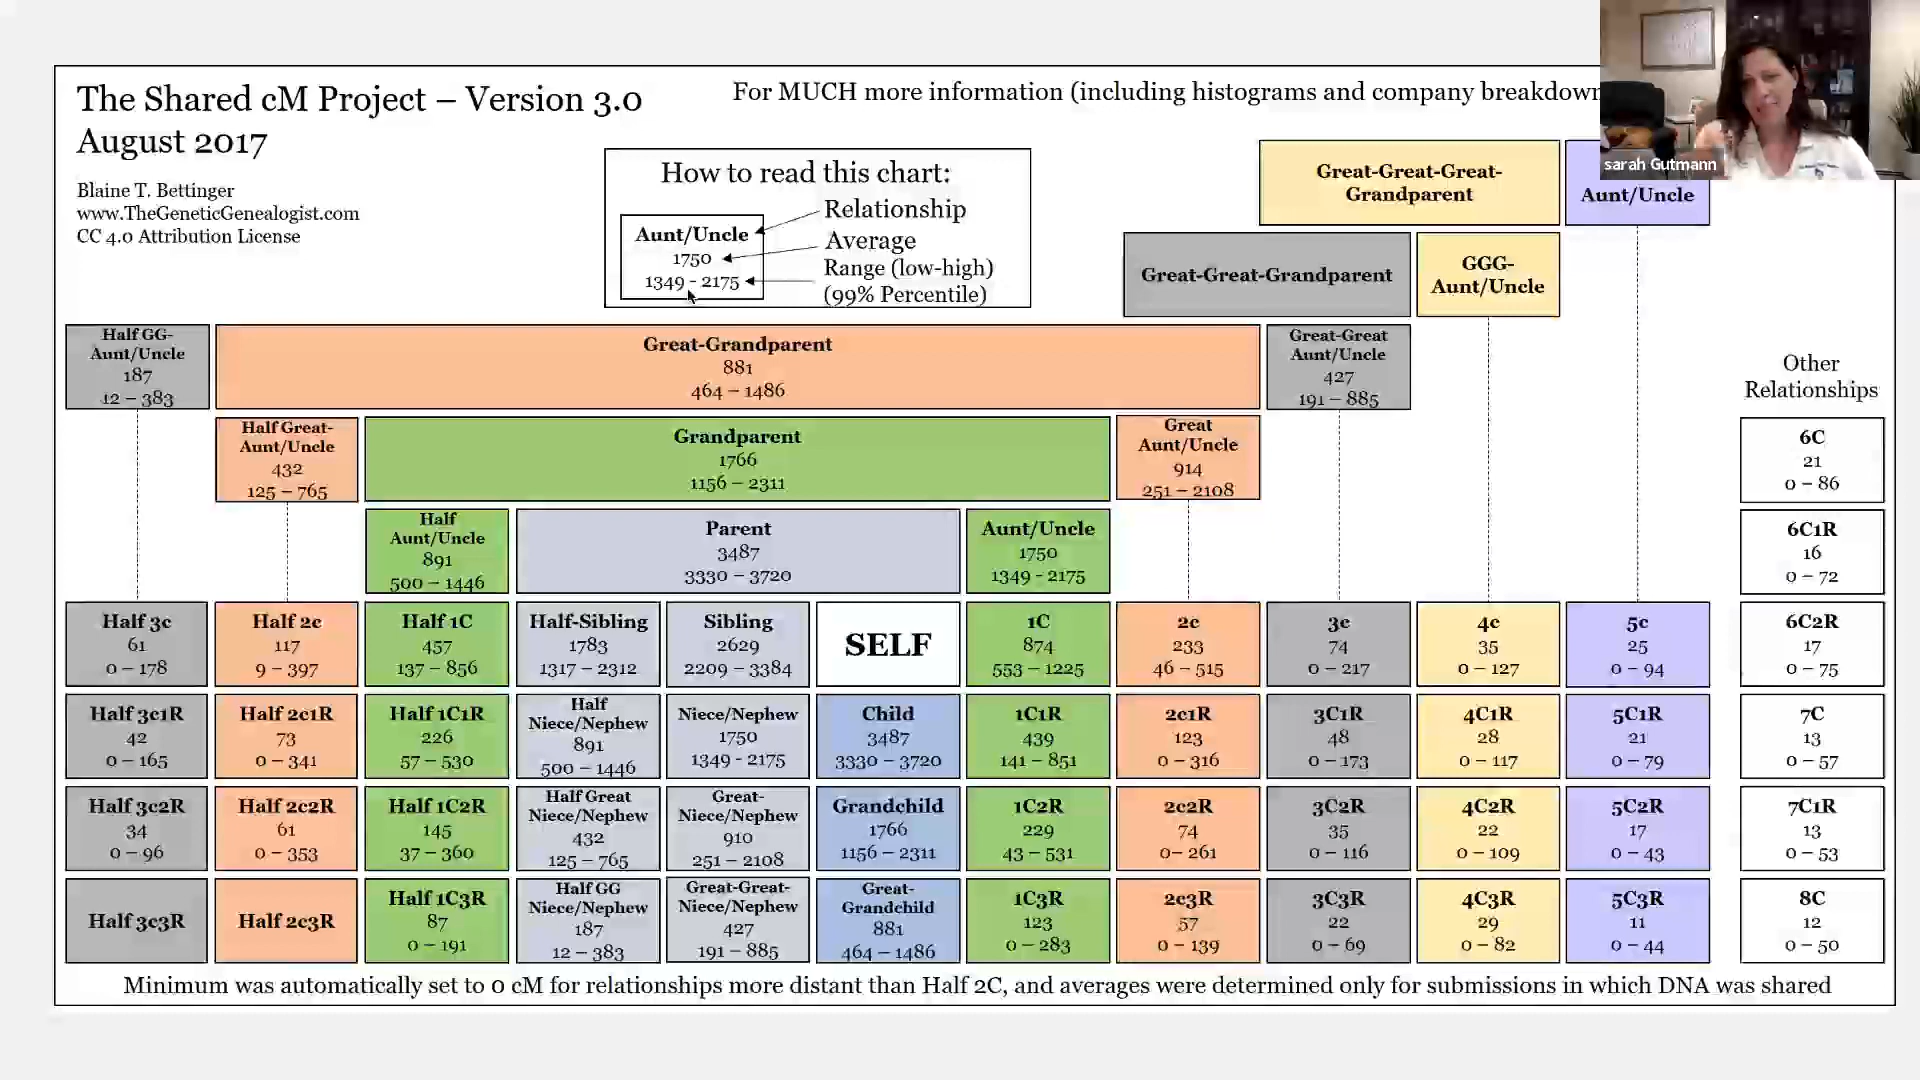 The Shared cM Project – Version 3.0
August 2017
Blaine T. Bettinger
www.TheGeneticGenealogist.com
CC 4.0 Attribution License
For MUCH more information (including histograms and company breakdown
sarah Gutmann
How to read this chart:
Aunt/Uncle
1750
1349 - 2175
Relationship
Average
Range (low-high)
(99% Percentile)
Great-Great-Great-
Grandparent
Aunt/Uncle
Great-Great-Grandparent
GGG-
Aunt/Uncle
Half GG-
Aunt/Uncle
187
12 – 383
Great-Grandparent
881
464 – 1486
Great-Great
Aunt/Uncle
427
191 – 885
Other
Relationships
Half Great-
Aunt/Uncle
432
125 – 765
Grandparent
1766
1156 – 2311
Great
Aunt/Uncle
914
251 – 2108
6C
21
0 – 86
Half
Aunt/Uncle
891
500 – 1446
Parent
3487
3330 – 3720
Aunt/Uncle
1750
1349 - 2175
6C1R
16
0 – 72
Half 3c
61
0 – 178
Half 2c
117
9 – 397
Half 1C
457
137 – 856
Half-Sibling
1783
1317 – 2312
Sibling
2629
2209 – 3384
SELF
1C
874
553 – 1225
2c
233
46 – 515
3c
74
0 – 217
4c
35
0 – 127
5c
25
0 – 94
6C2R
17
0 – 75
Half 3c1R
42
0 – 165
Half 2c1R
73
0 – 341
Half 1C1R
226
57 – 530
Half
Niece/Nephew
891
500 – 1446
Niece/Nephew
1750
1349 - 2175
Child
3487
3330 – 3720
1C1R
439
141 – 851
2c1R
123
0 – 316
3C1R
48
0 – 173
4C1R
28
0 – 117
5C1R
21
0 – 79
7C
13
0 – 57
Half 3c2R
34
0 – 96
Half 2c2R
61
0 – 353
Half 1C2R
145
37 – 360
Half Great
Niece/Nephew
432
125 – 765
Great-
Niece/Nephew
910
251 – 2108
Grandchild
1766
1156 – 2311
1C2R
229
43 – 531
2c2R
74
0– 261
3C2R
35
0 – 116
4C2R
22
0 – 109
5C2R
17
0 – 43
7C1R
13
0 – 53
Half 3c3R
Half 2c3R
Half 1C3R
87
0 – 191
Half GG
Niece/Nephew
187
12 – 383
Great-Great-
Niece/Nephew
427
191 – 885
Great-
Grandchild
881
464 – 1486
1C3R
123
0 – 283
2c3R
57
0 – 139
3C3R
22
0 – 69
4C3R
29
0 – 82
5C3R
11
0 – 44
8C
12
0 – 50
Minimum was automatically set to 0 cM for relationships more distant than Half 2C, and averages were determined only for submissions in which DNA was shared